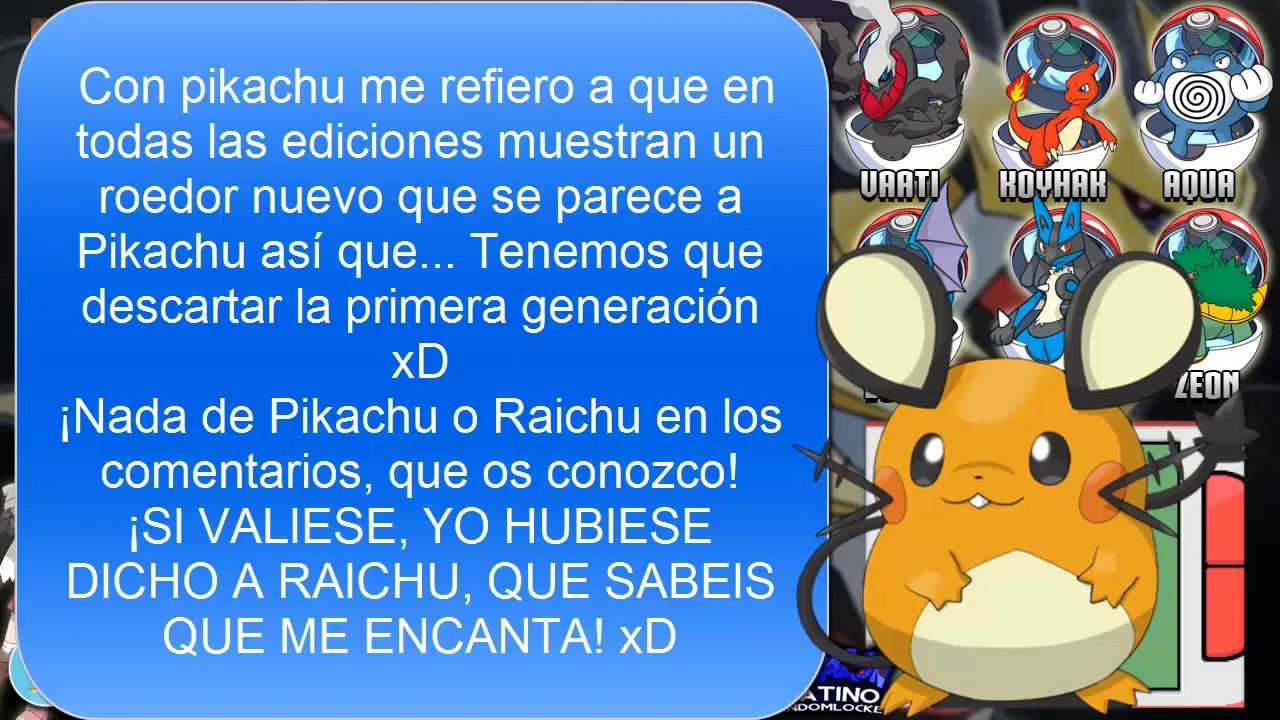 Con pikachu me refiero a que en
todas las ediciones muestran un
roedor nuevo que se parece a
Pikachu así que... Tenemos que
descartar la primera generación
xD
¡Nada de Pikachu o Raichu en los
comentarios, que os conozco!
¡SI VALIESE, YO HUBIESE
DICHO A RAICHU, QUE SABEIS
QUE ME ENCANTA! xD
VAATI KOYHAK AQUA